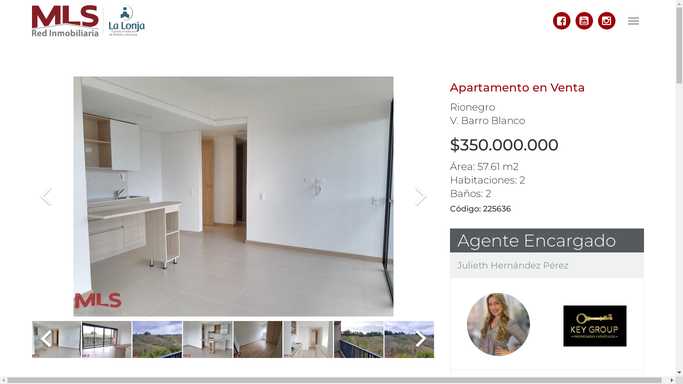 MLS
Red Inmobiliaria
La Lonja
Apartamento en Venta
Rionegro
V. Barro Blanco
$350.000.000
Área: 57.61 m2
Habitaciones: 2
Baños: 2
Código: 225636
MLS
Agente Encargado
Julieth Hernández Pérez
KEY GROUP
MLS